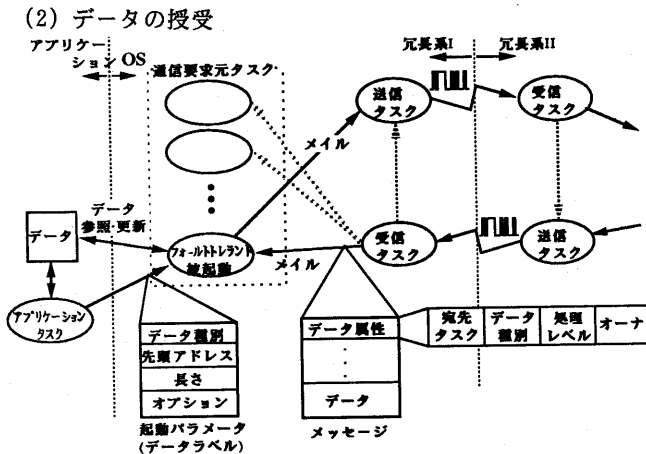 (2) データの授受
アプリケー
ション
OS
通信要求元タスク
冗長系I
冗長系II
送信
タスク
受信
タスク
メイル
データ
参照・更新
データ
フォールトトレラント
被起動
メイル
受信
タスク
送信
タスク
アプリケーション
タスク
データ種別
先頭アドレス
長さ
オプション
起動パラメータ
(データラベル)
データ属性
データ
メッセージ
宛先
タスク
データ
種別
処理
レベル
オーナ